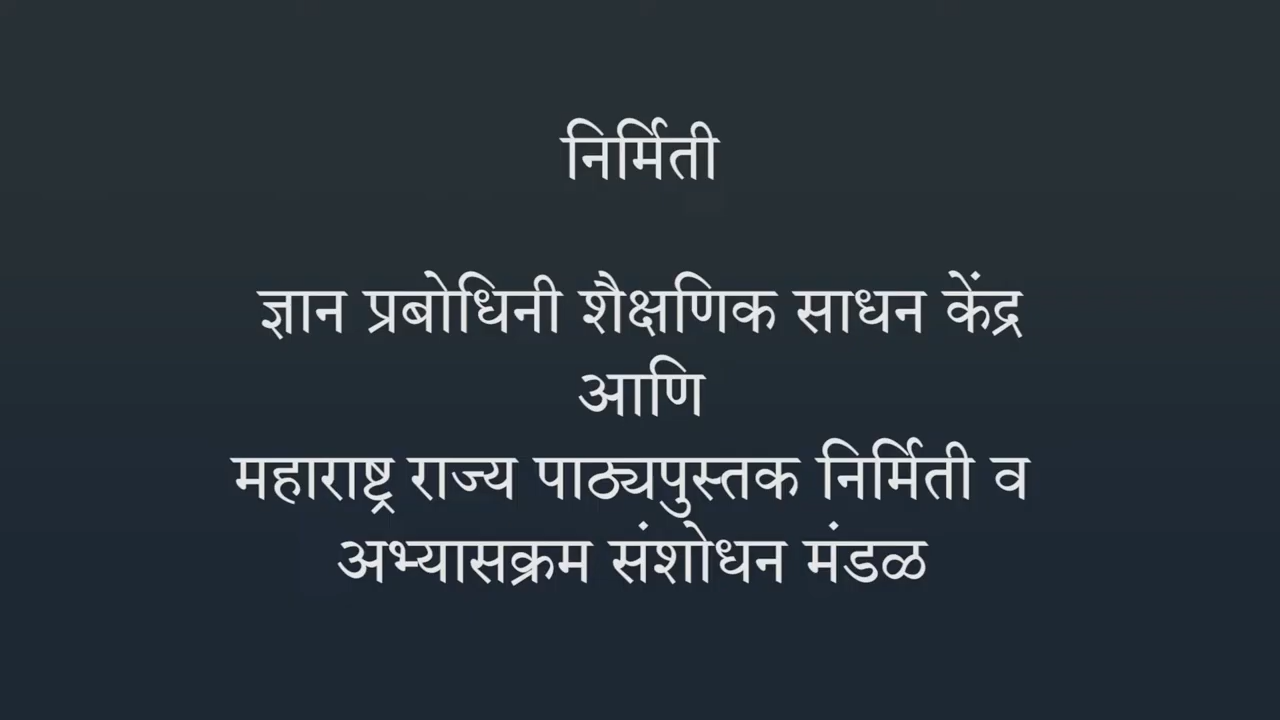 निर्मिती
ज्ञान प्रबोधिनी शैक्षणिक साधन केंद्र
आणि
महाराष्ट्र राज्य पाठ्यपुस्तक निर्मिती व
अभ्यासक्रम संशोधन मंडळ